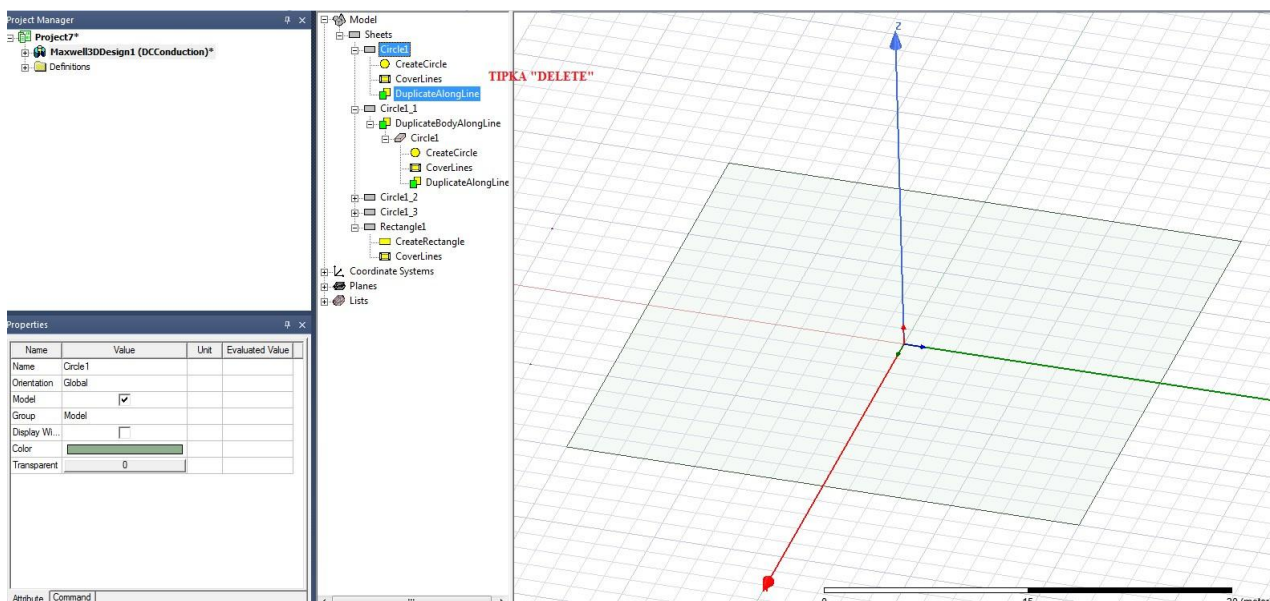 Project Manager
Project7*
Maxwell3DDesign1 (DCConduction)*
Definitions
Properties
Name Value Unit Evaluated Value
Name Circle1
Orientation Global
Model
Group Model
Display Wi...
Color
Transparent 0
Attribute Command
Model
Sheets
Circle1
CreateCircle
CoverLines
DuplicateAlongLine
Circle1_1
DuplicateBodyAlongLine
Circle1
CreateCircle
CoverLines
DuplicateAlongLine
Circle1_2
Circle1_3
Rectangle1
CreateRectangle
CoverLines
Coordinate Systems
Planes
Lists
TIPKA "DELETE"
Z
0 15 30 (meter)